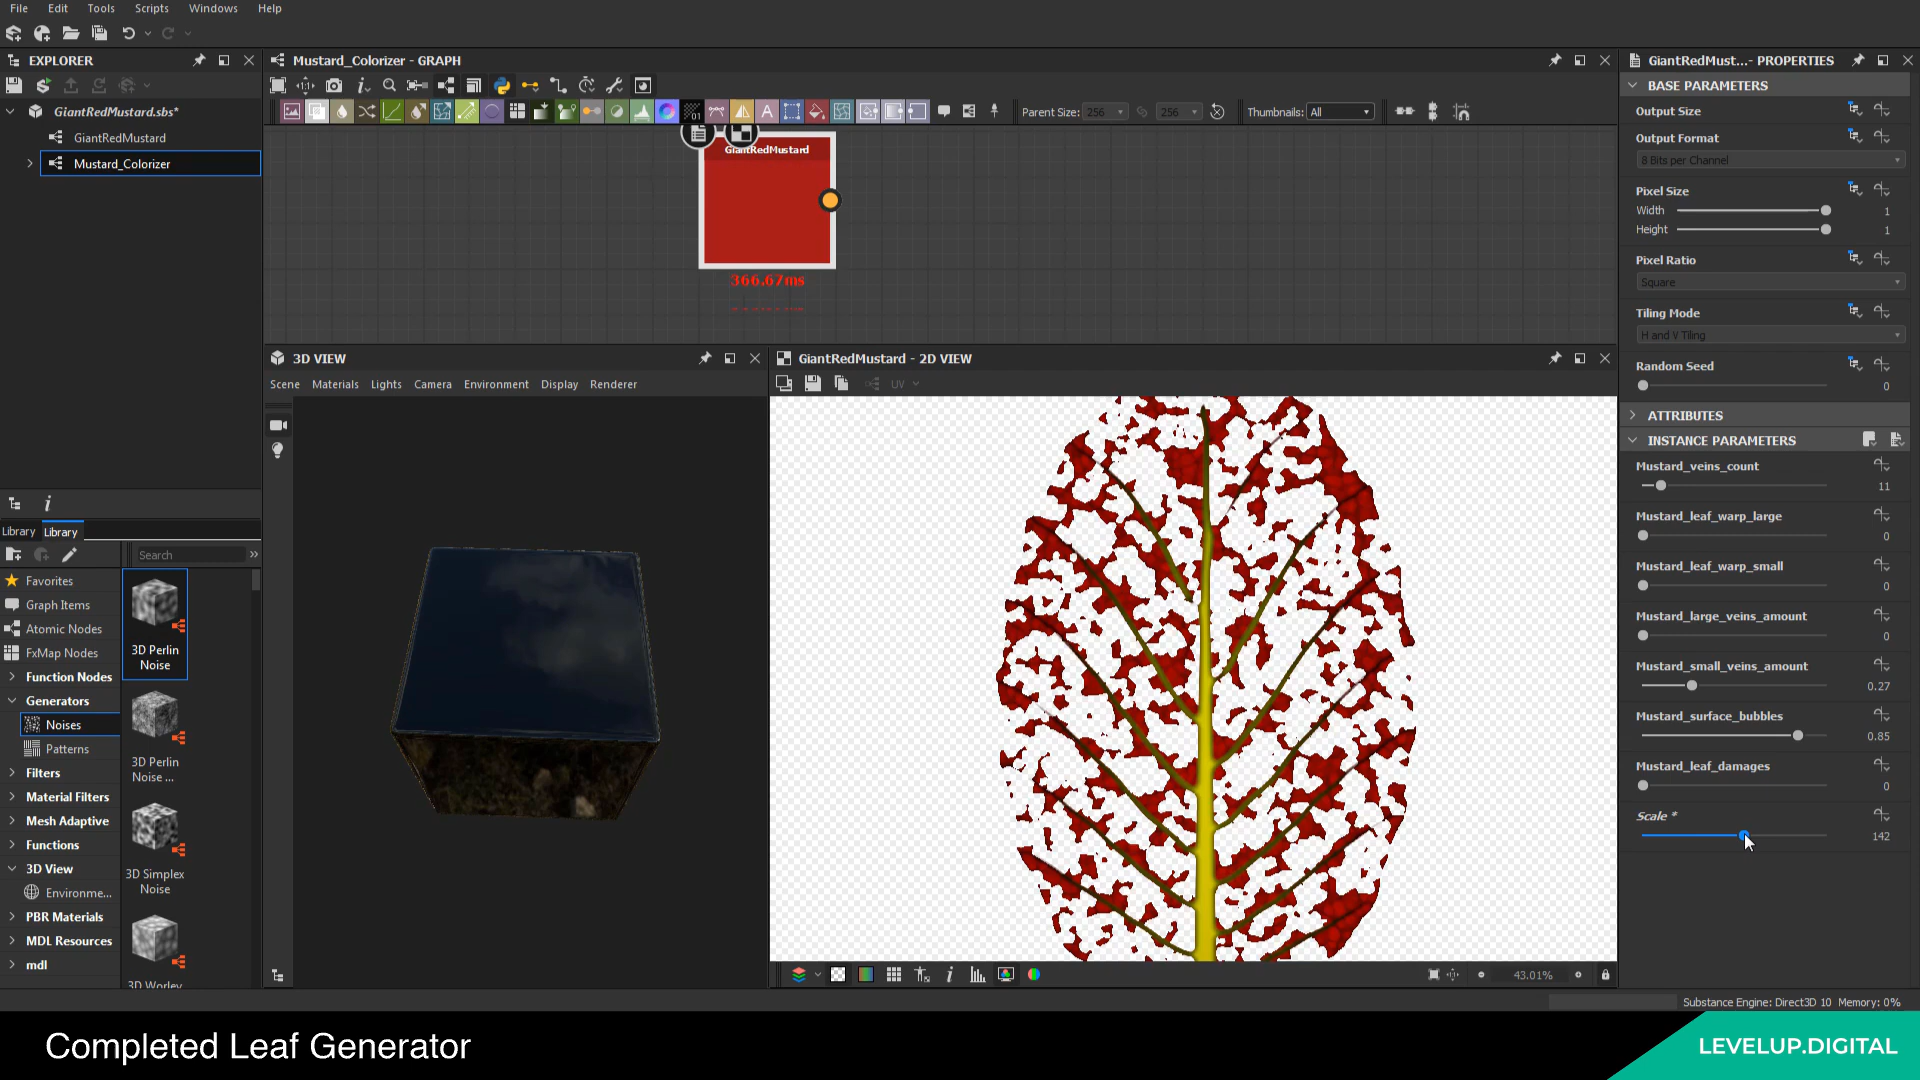 File Edit Tools Scripts Windows Help
EXPLORER
GiantRedMustard.sbs*
GiantRedMustard
Mustard_Colorizer
Mustard_Colorizer - GRAPH
Parent Size: 256 256 Thumbnails: All
GiantRedMustard
366.67ms
Library Library
Search
Favorites
Graph Items
Atomic Nodes
FxMap Nodes
Function Nodes
Generators
Noises
Patterns
Filters
Material Filters
Mesh Adaptive
Functions
3D View
Environme...
PBR Materials
MDL Resources
mdl
3D Perlin
Noise
3D Perlin
Noise ...
3D Simplex
Noise
3D Worley
3D VIEW
Scene Materials Lights Camera Environment Display Renderer
GiantRedMustard - 2D VIEW
UV
43.01%
GiantRedMust...- PROPERTIES
BASE PARAMETERS
Output Size
Output Format
8 Bits per Channel
Pixel Size
Width 1
Height 1
Pixel Ratio
Square
Tiling Mode
H and V Tiling
Random Seed
0
ATTRIBUTES
INSTANCE PARAMETERS
Mustard_veins_count
11
Mustard_leaf_warp_large
0
Mustard_leaf_warp_small
0
Mustard_large_veins_amount
0
Mustard_small_veins_amount
0.27
Mustard_surface_bubbles
0.85
Mustard_leaf_damages
0
Scale *
142
Substance Engine: Direct3D 10 Memory: 0%
Completed Leaf Generator
LEVELUP.DIGITAL